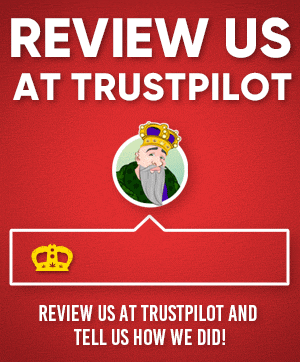 REVIEW US
AT TRUSTPILOT
REVIEW US AT TRUSTPILOT AND
TELL US HOW WE DID!